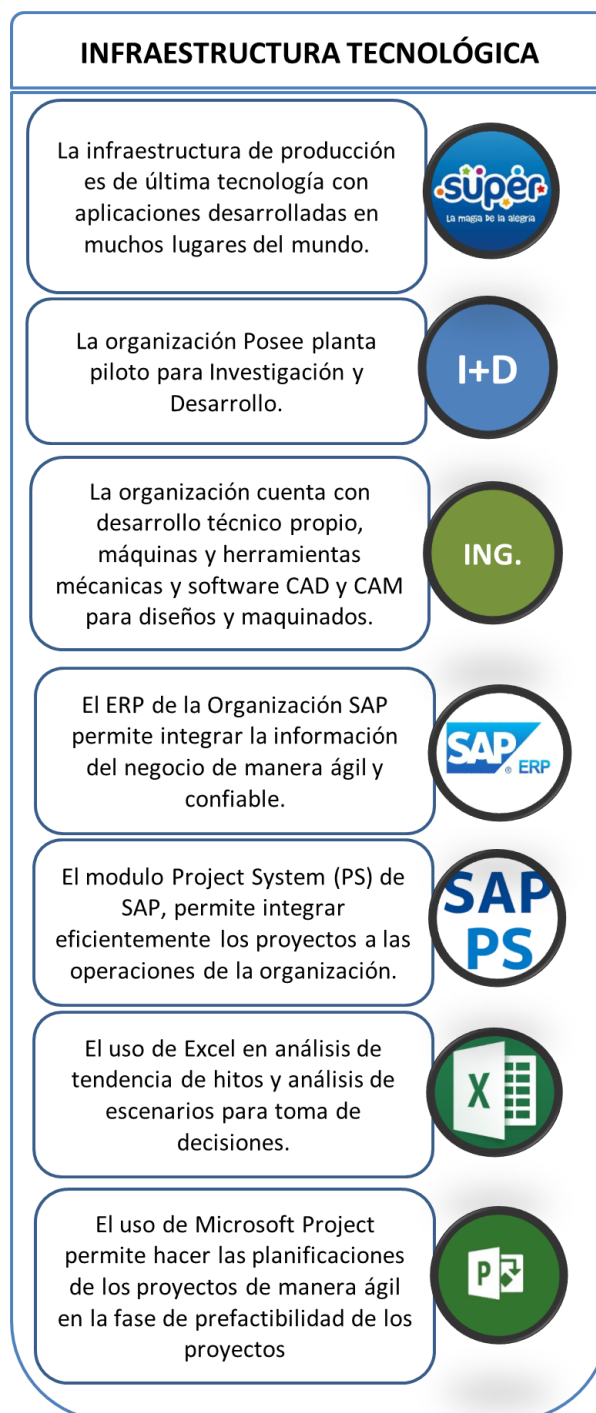 INFRAESTRUCTURA TECNOLÓGICA
La infraestructura de producción
es de última tecnología con
aplicaciones desarrolladas en
muchos lugares del mundo.
süper
La magia de la alegría
La organización Posee planta
piloto para Investigación y
Desarrollo.
I+D
La organización cuenta con
desarrollo técnico propio,
máquinas y herramientas
mécanicas y software CAD y CAM
para diseños y maquinados.
ING.
El ERP de la Organización SAP
permite integrar la información
del negocio de manera ágil y
confiable.
SAP
® ERP
El modulo Project System (PS) de
SAP, permite integrar
eficientemente los proyectos a las
operaciones de la organización.
SAP
PS
El uso de Excel en análisis de
tendencia de hitos y análisis de
escenarios para toma de
decisiones.
X
El uso de Microsoft Project
permite hacer las planificaciones
de los proyectos de manera ágil
en la fase de prefactibilidad de los
proyectos
P